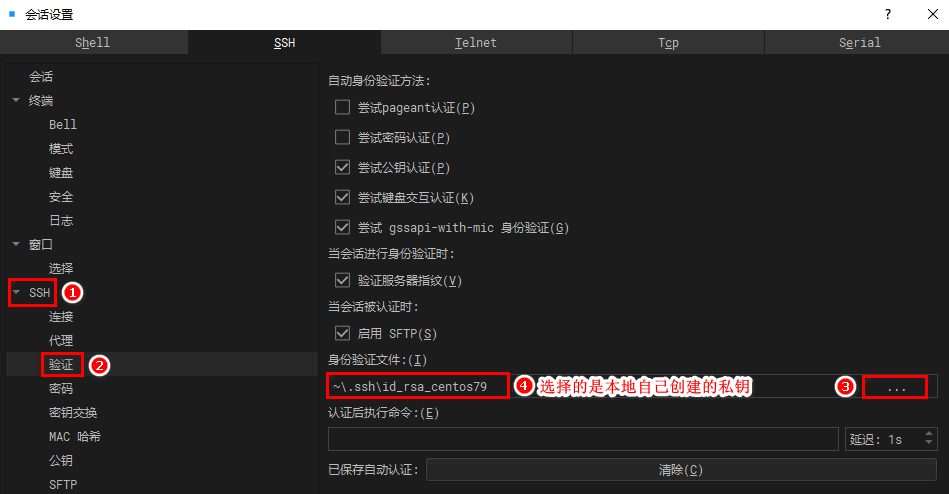 会话设置
Shell
SSH
Telnet
Tcp
Serial
会话
终端
Bell
模式
键盘
安全
日志
窗口
选择
SSH ①
连接
代理
验证 ②
密码
密钥交换
MAC 哈希
公钥
SFTP
自动身份验证方法:
尝试pageant认证(P)
尝试密码认证(P)
尝试公钥认证(P)
尝试键盘交互认证(K)
尝试 gssapi-with-mic 身份验证(G)
当会话进行身份验证时:
验证服务器指纹(V)
当会话被认证时:
启用 SFTP(S)
身份验证文件:(I)
~\.ssh\id_rsa_centos79 ④ 选择的是本地自己创建的私钥 ③ ...
认证后执行命令:(E)
延迟: 1s
已保存自动认证: 清除(C)